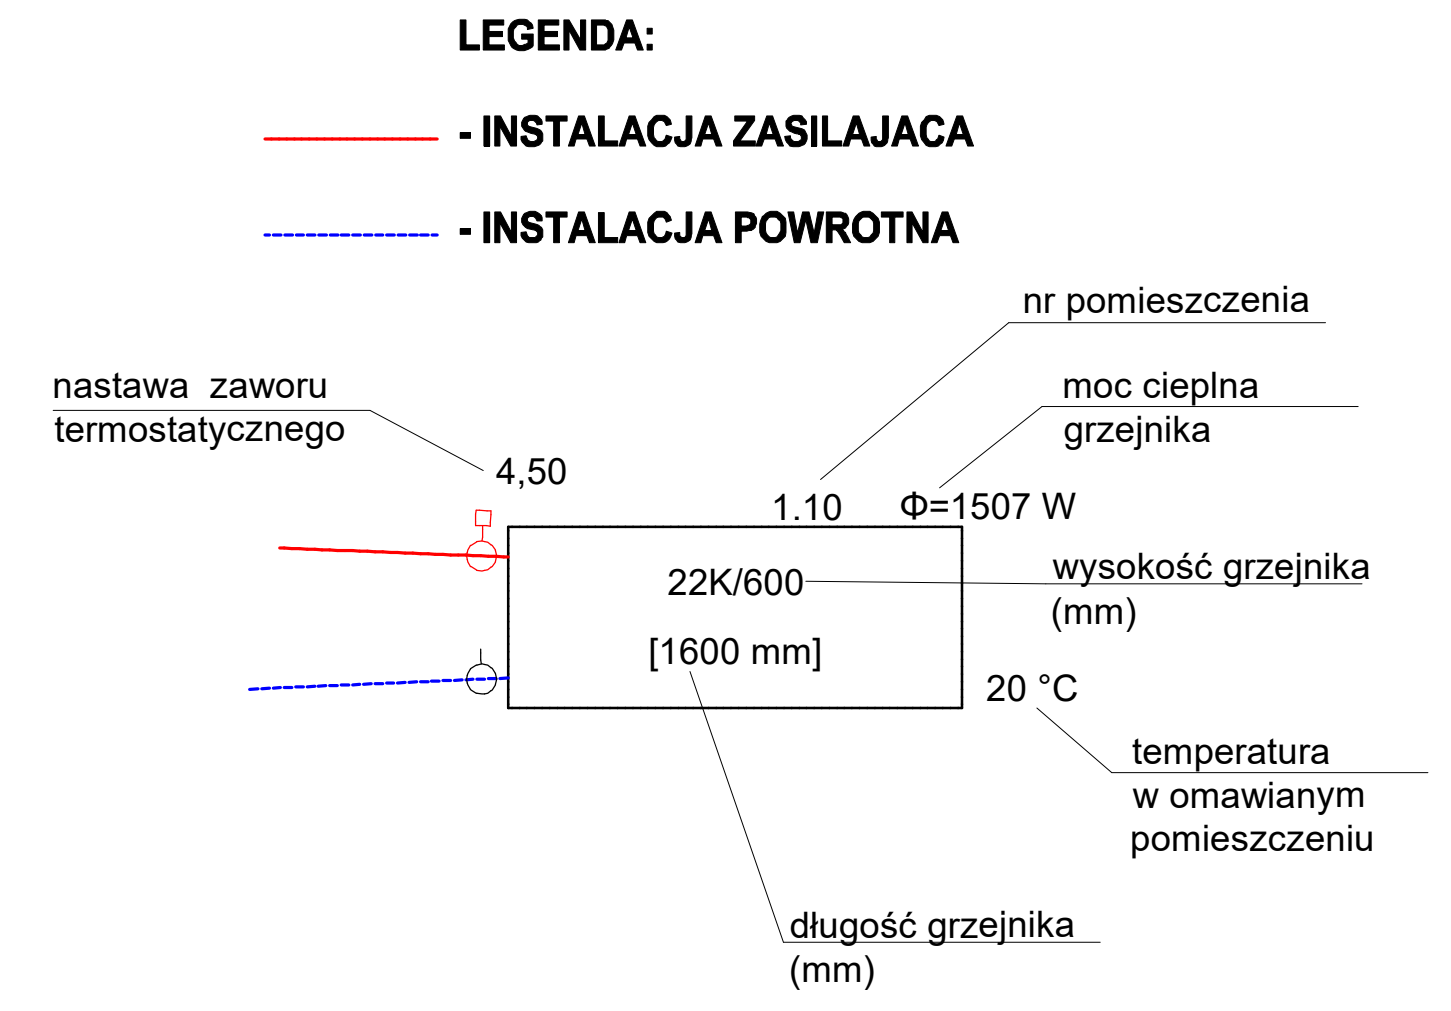 LEGENDA:
- INSTALACJA ZASILAJACA
- INSTALACJA POWROTNA
nr pomieszczenia
nastawa zaworu
termostatycznego
moc cieplna
grzejnika
4,50
1.10
Φ=1507 W
22K/600
wysokość grzejnika
(mm)
[1600 mm]
20 °C
temperatura
w omawianym
pomieszczeniu
długość grzejnika
(mm)